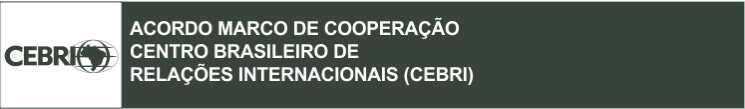 CEBRI
ACORDO MARCO DE COOPERAÇÃO
CENTRO BRASILEIRO DE
RELAÇÕES INTERNACIONAIS (CEBRI)